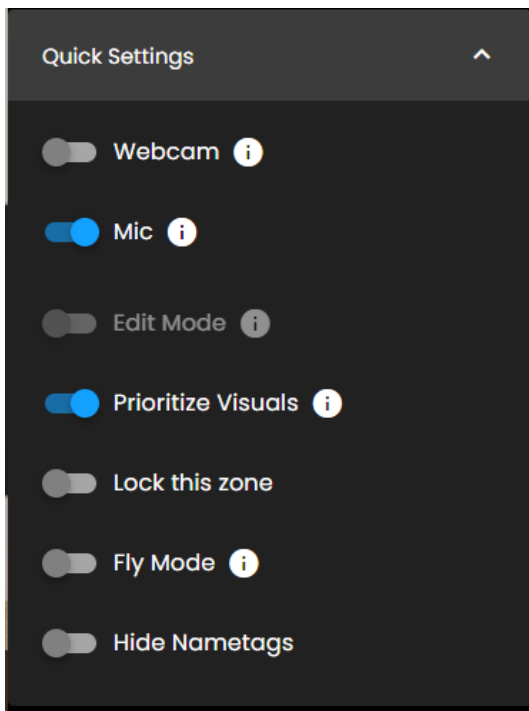 Quick Settings
Webcam i
Mic i
Edit Mode i
Prioritize Visuals i
Lock this zone
Fly Mode i
Hide Nametags